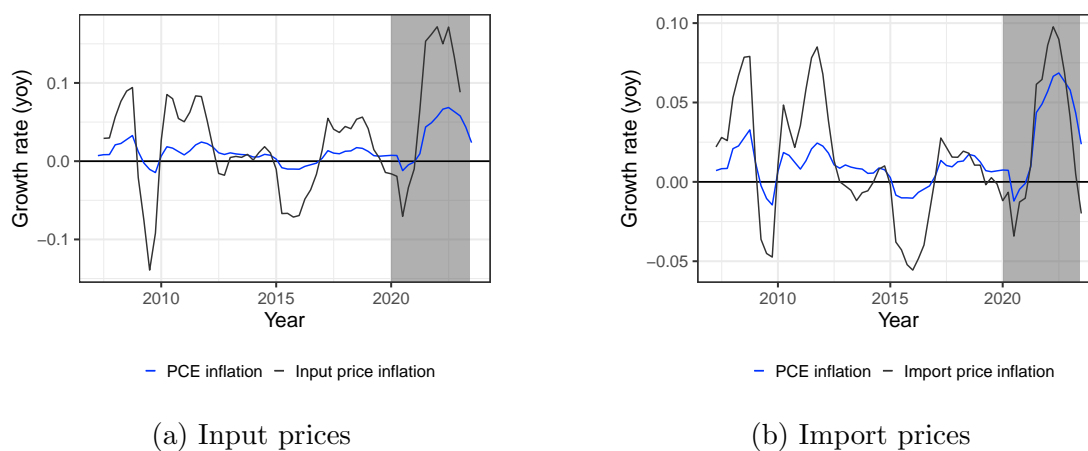 Growth rate (yoy)
0.1
0.0
−0.1
2010 2015 2020
Year
PCE inflation Input price inflation
(a) Input prices
Growth rate (yoy)
0.10
0.05
0.00
−0.05
2010 2015 2020
Year
PCE inflation Import price inflation
(b) Import prices